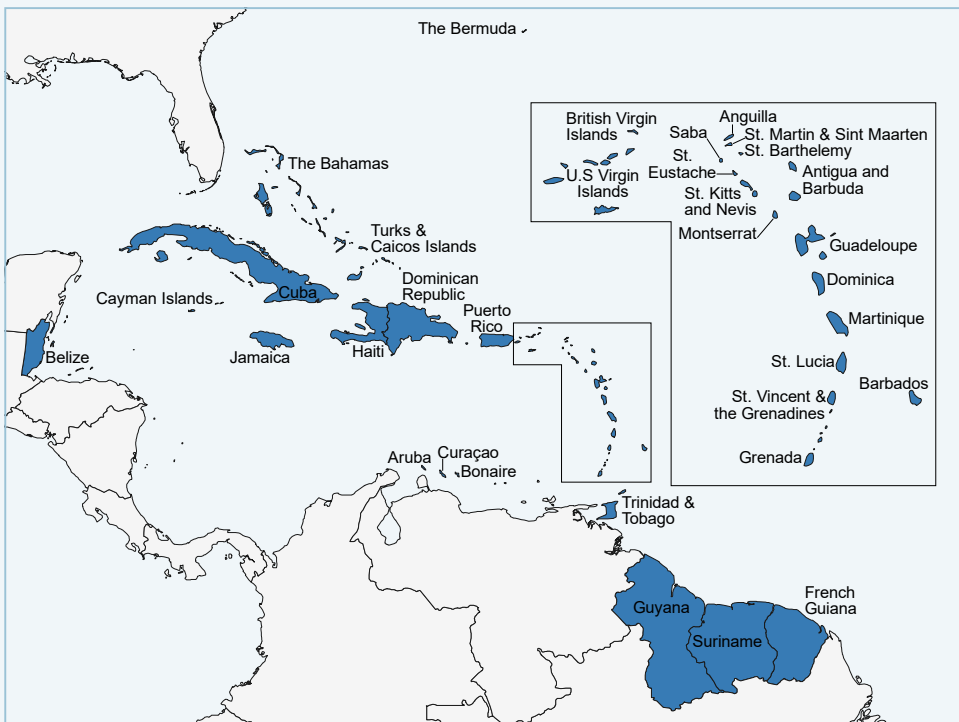 The Bermuda
British Virgin
Islands
Anguilla
Saba
St. Martin & Sint Maarten
St. Barthelemy
St.
Eustache
U.S Virgin
Islands
Antigua and
Barbuda
St. Kitts
and Nevis
Montserrat
The Bahamas
Turks &
Caicos Islands
Guadeloupe
Dominican
Republic
Dominica
Cuba
Cayman Islands
Puerto
Rico
Martinique
Belize
Jamaica
Haiti
St. Lucia
Barbados
St. Vincent &
the Grenadines
Aruba
Curaçao
Bonaire
Grenada
Trinidad &
Tobago
French
Guiana
Guyana
Suriname